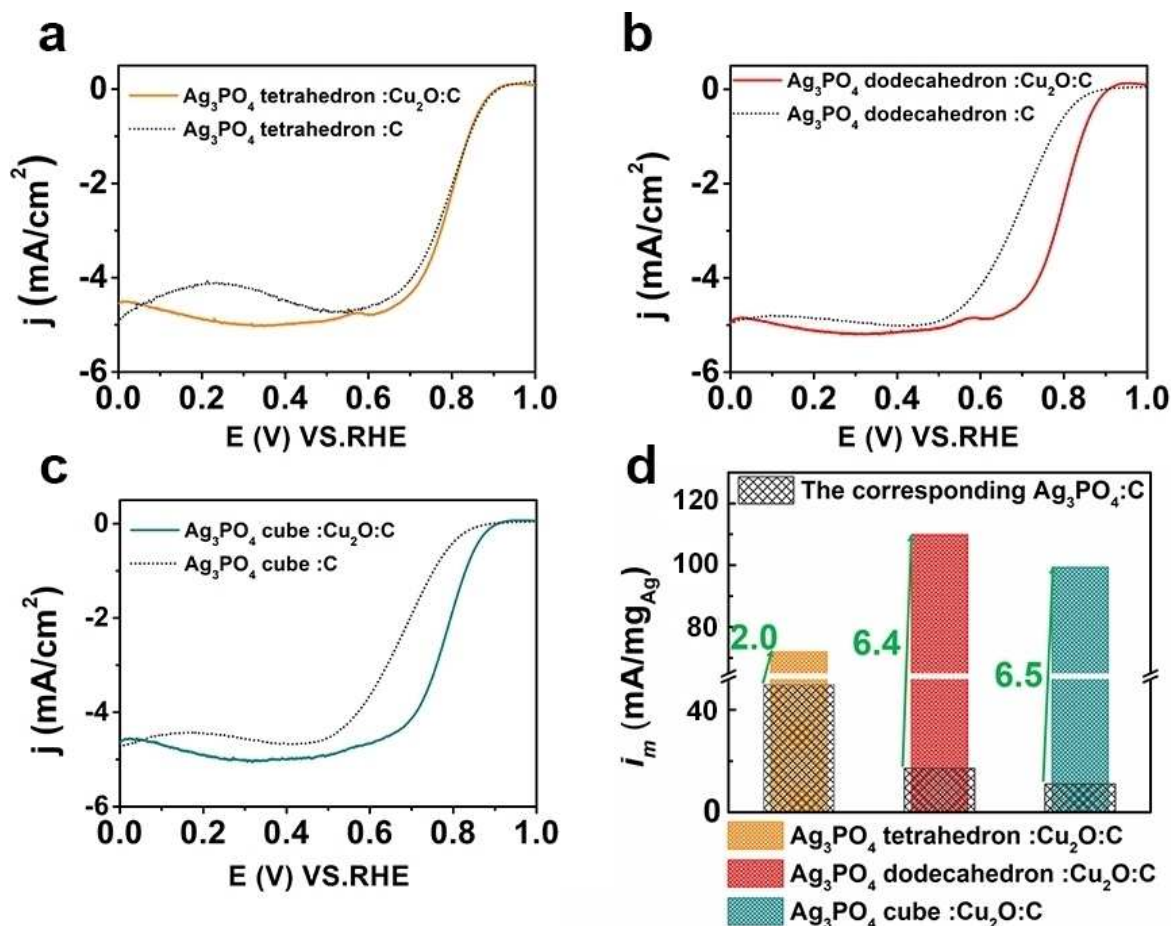 a
0
-2
-4
-6
0.0 0.2 0.4 0.6 0.8 1.0
j (mA/cm²)
E (V) VS.RHE
Ag₃PO₄ tetrahedron :Cu₂O:C
Ag₃PO₄ tetrahedron :C
b
0
-2
-4
-6
0.0 0.2 0.4 0.6 0.8 1.0
j (mA/cm²)
E (V) VS.RHE
Ag₃PO₄ dodecahedron :Cu₂O:C
Ag₃PO₄ dodecahedron :C
c
0
-2
-4
-6
0.0 0.2 0.4 0.6 0.8 1.0
j (mA/cm²)
E (V) VS.RHE
Ag₃PO₄ cube :Cu₂O:C
Ag₃PO₄ cube :C
d
120
100
80
40
0
iₘ (mA/mg_Ag)
The corresponding Ag₃PO₄:C
2.0
6.4
6.5
Ag₃PO₄ tetrahedron :Cu₂O:C
Ag₃PO₄ dodecahedron :Cu₂O:C
Ag₃PO₄ cube :Cu₂O:C